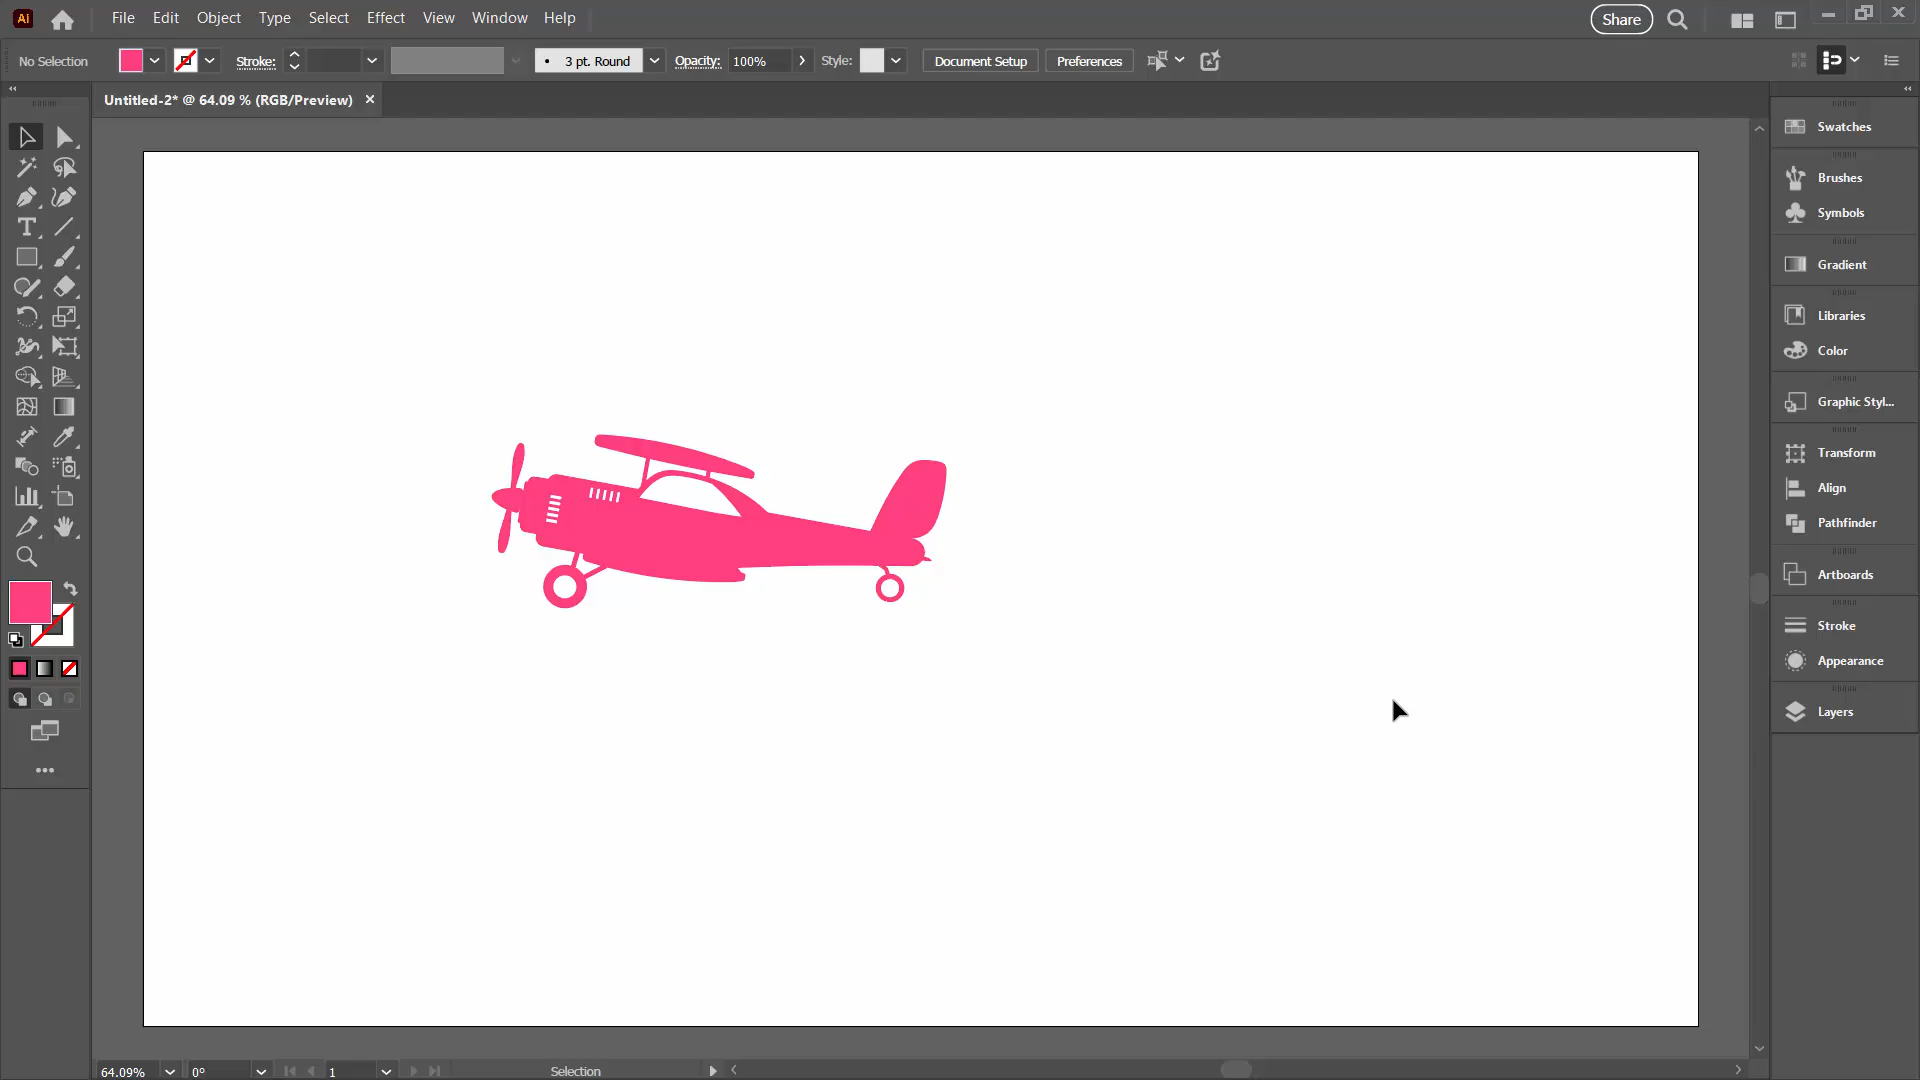 Ai File Edit Object Type Select Effect View Window Help Share
No Selection Stroke: 3 pt. Round Opacity: 100% Style: Document Setup Preferences
Untitled-2* @ 64.09 % (RGB/Preview)
Swatches
Brushes
Symbols
Gradient
Libraries
Color
Graphic Styl...
Transform
Align
Pathfinder
Artboards
Stroke
Appearance
Layers
64.09% 0° 1 Selection